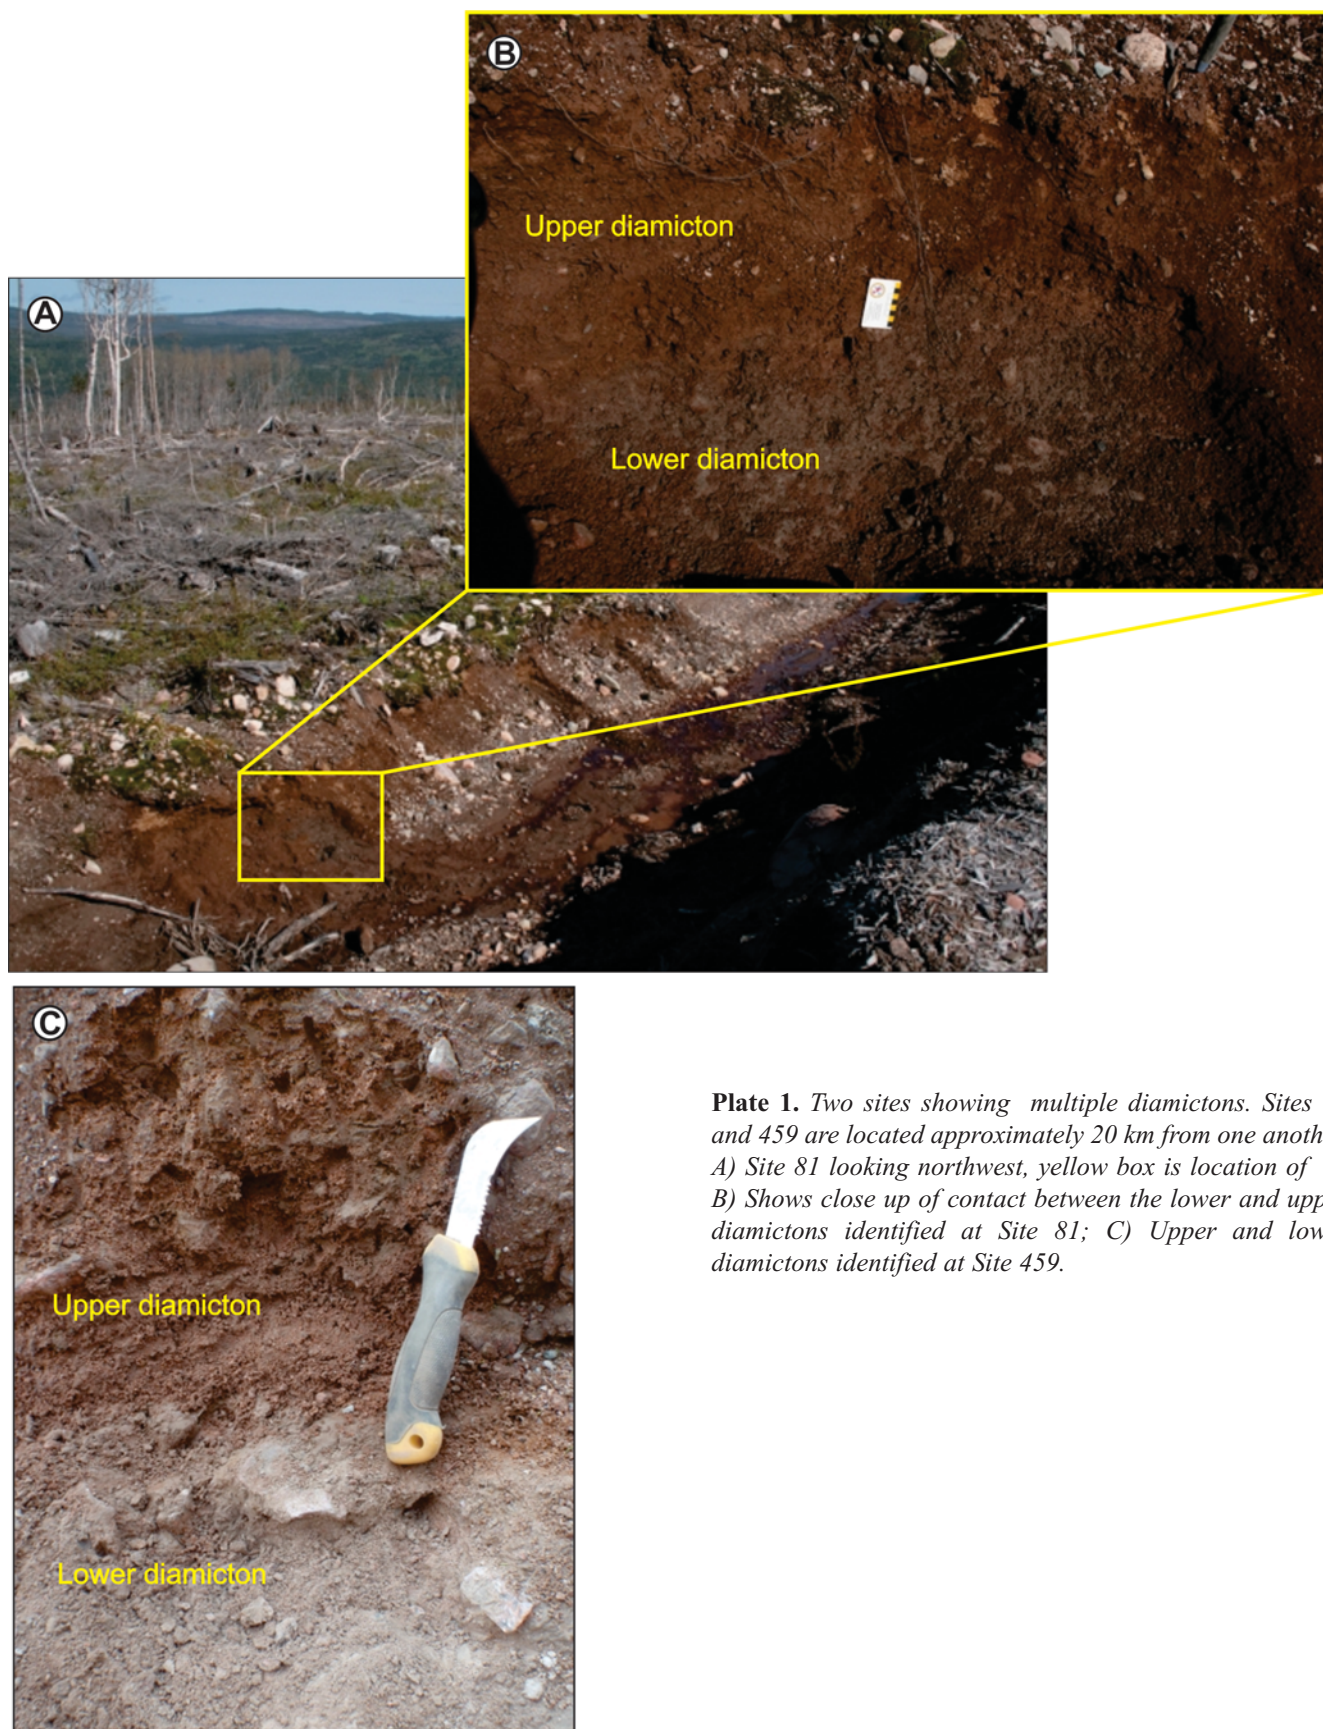 B
Upper diamicton
A
Lower diamicton
C
Upper diamicton
Lower diamicton
Plate 1. Two sites showing multiple diamictons. Sites
and 459 are located approximately 20 km from one anoth
A) Site 81 looking northwest, yellow box is location of
B) Shows close up of contact between the lower and upp
diamictons identified at Site 81; C) Upper and low
diamictons identified at Site 459.